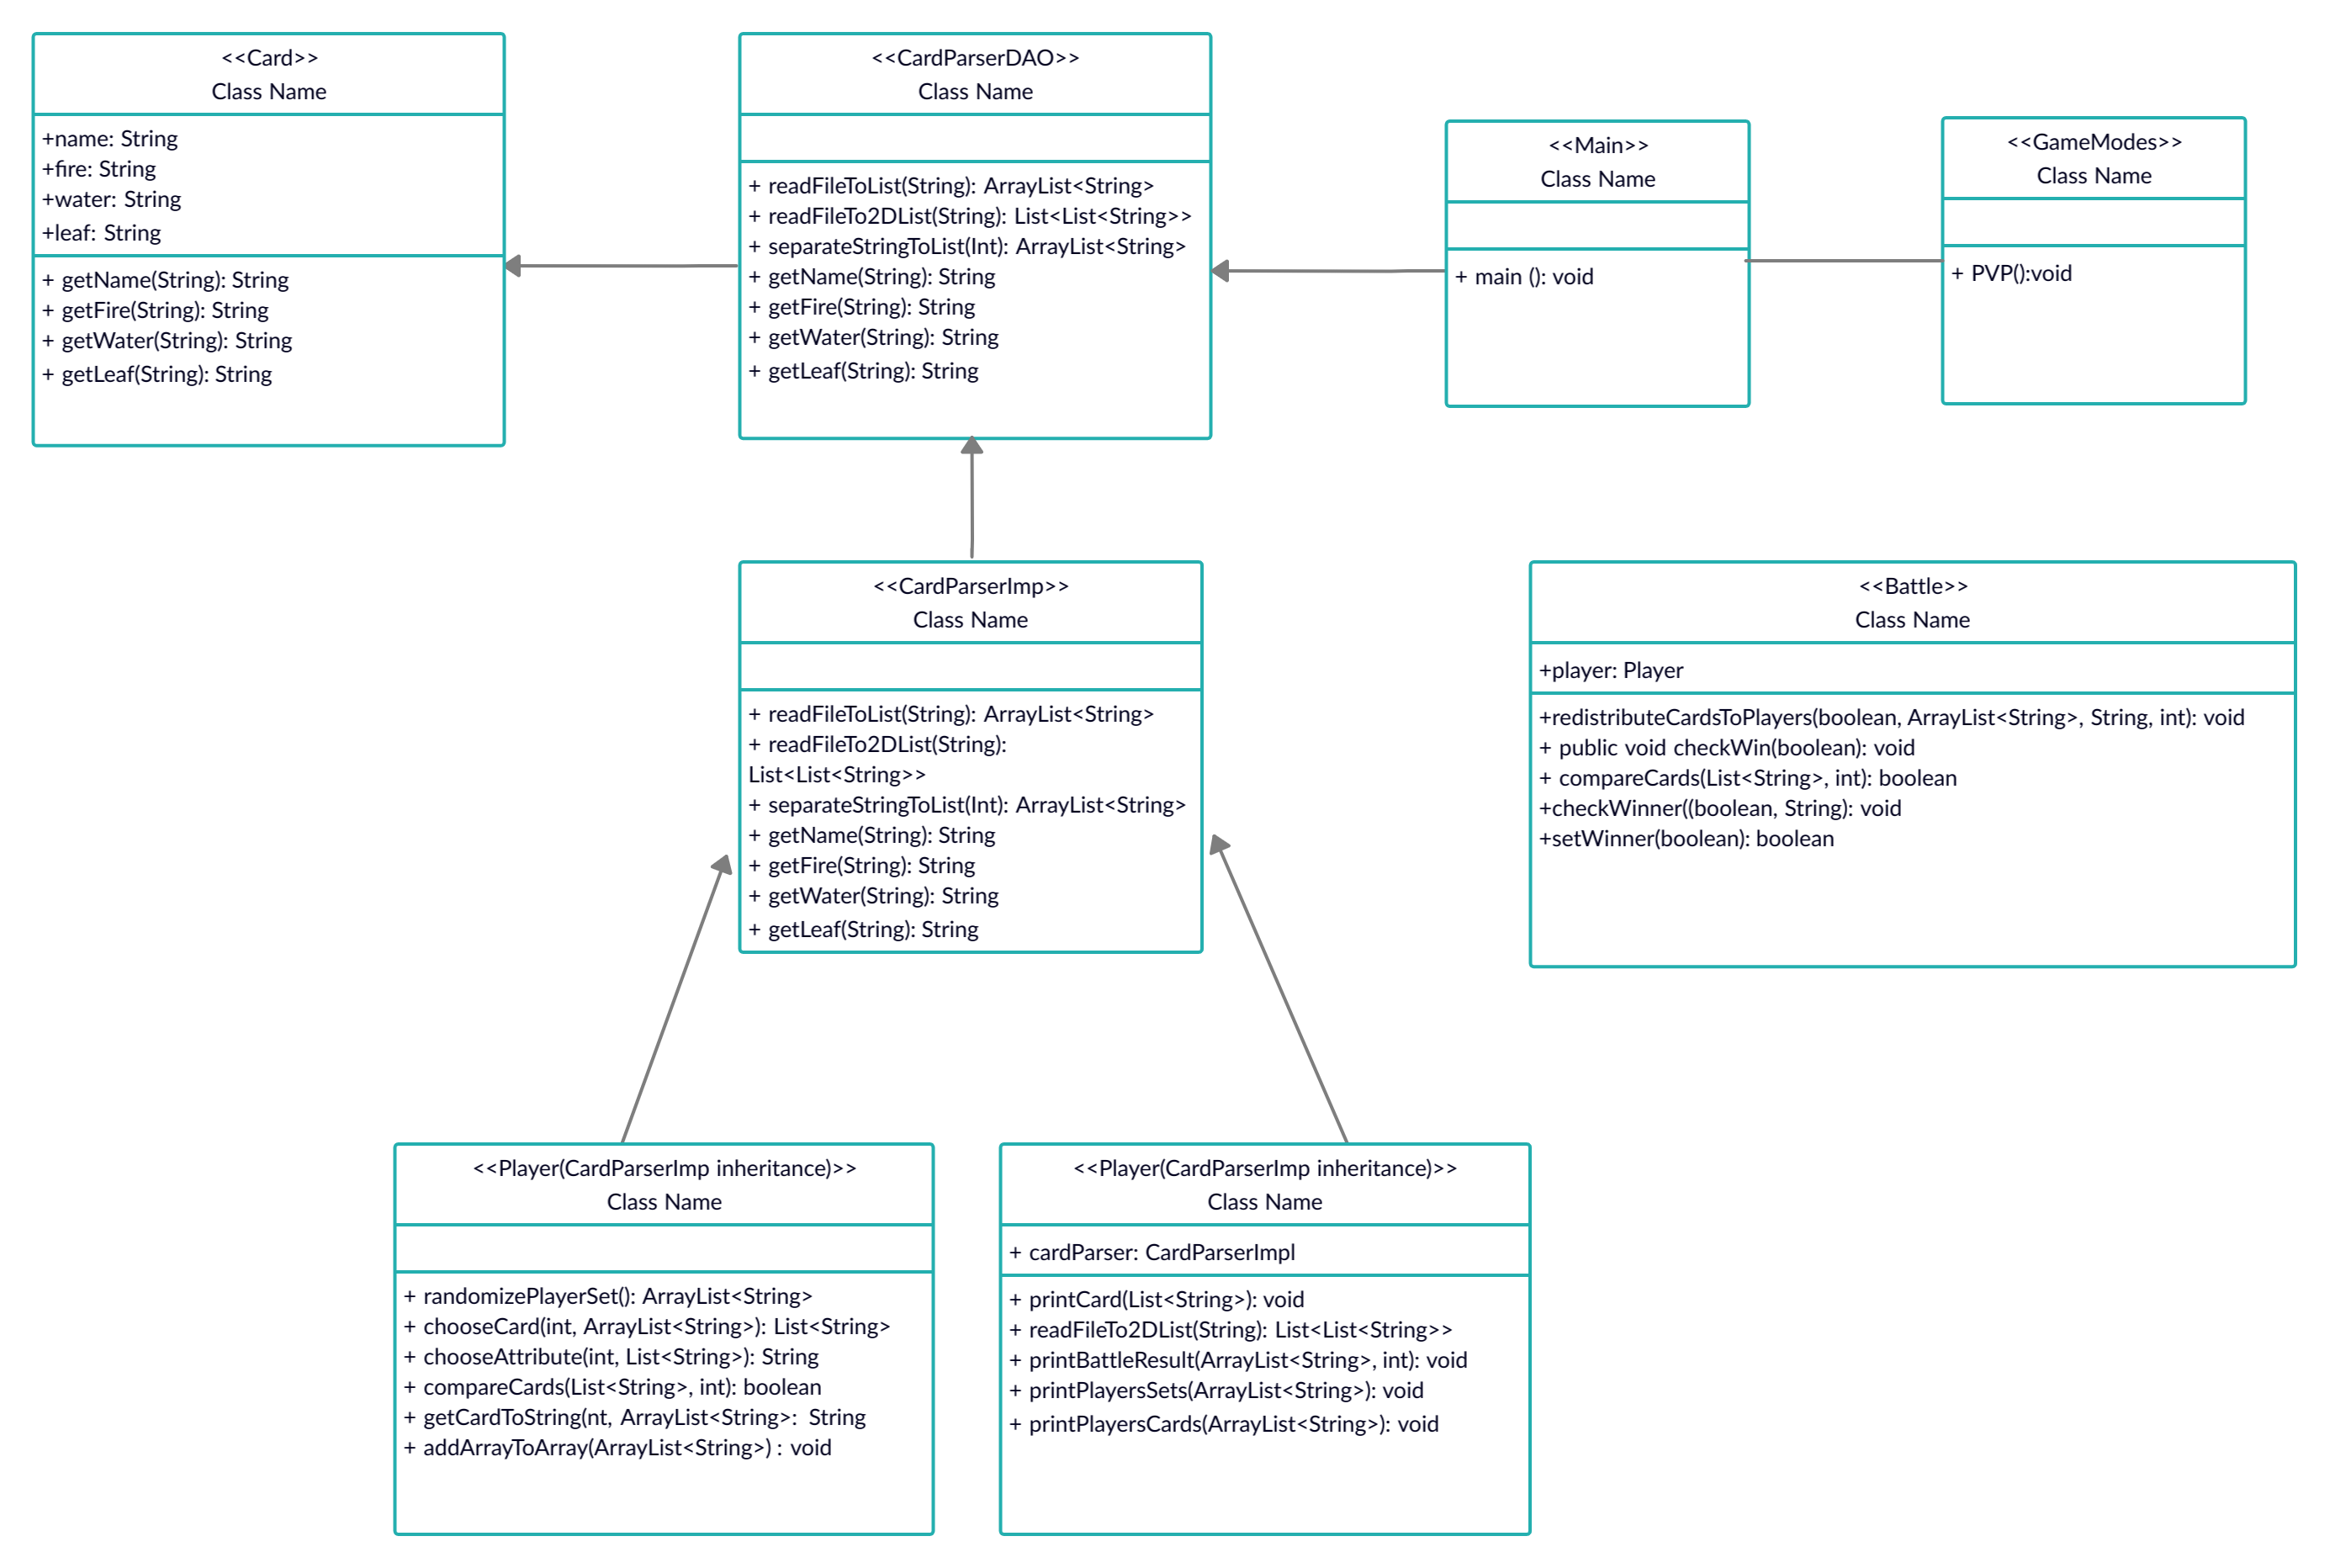 <<Card>>
Class Name
+name: String
+fire: String
+water: String
+leaf: String
+ getName(String): String
+ getFire(String): String
+ getWater(String): String
+ getLeaf(String): String
<<CardParserDAO>>
Class Name
+ readFileToList(String): ArrayList<String>
+ readFileTo2DList(String): List<List<String>>
+ separateStringToList(Int): ArrayList<String>
+ getName(String): String
+ getFire(String): String
+ getWater(String): String
+ getLeaf(String): String
<<Main>>
Class Name
+ main (): void
<<GameModes>>
Class Name
+ PVP():void
<<CardParserImp>>
Class Name
+ readFileToList(String): ArrayList<String>
+ readFileTo2DList(String):
List<List<String>>
+ separateStringToList(Int): ArrayList<String>
+ getName(String): String
+ getFire(String): String
+ getWater(String): String
+ getLeaf(String): String
<<Battle>>
Class Name
+player: Player
+redistributeCardsToPlayers(boolean, ArrayList<String>, String, int): void
+ public void checkWin(boolean): void
+ compareCards(List<String>, int): boolean
+checkWinner((boolean, String): void
+setWinner(boolean): boolean
<<Player(CardParserImp inheritance)>>
Class Name
+ randomizePlayerSet(): ArrayList<String>
+ chooseCard(int, ArrayList<String>): List<String>
+ chooseAttribute(int, List<String>): String
+ compareCards(List<String>, int): boolean
+ getCardToString(nt, ArrayList<String>:  String
+ addArrayToArray(ArrayList<String>) : void
<<Player(CardParserImp inheritance)>>
Class Name
+ cardParser: CardParserImpl
+ printCard(List<String>): void
+ readFileTo2DList(String): List<List<String>>
+ printBattleResult(ArrayList<String>, int): void
+ printPlayersSets(ArrayList<String>): void
+ printPlayersCards(ArrayList<String>): void